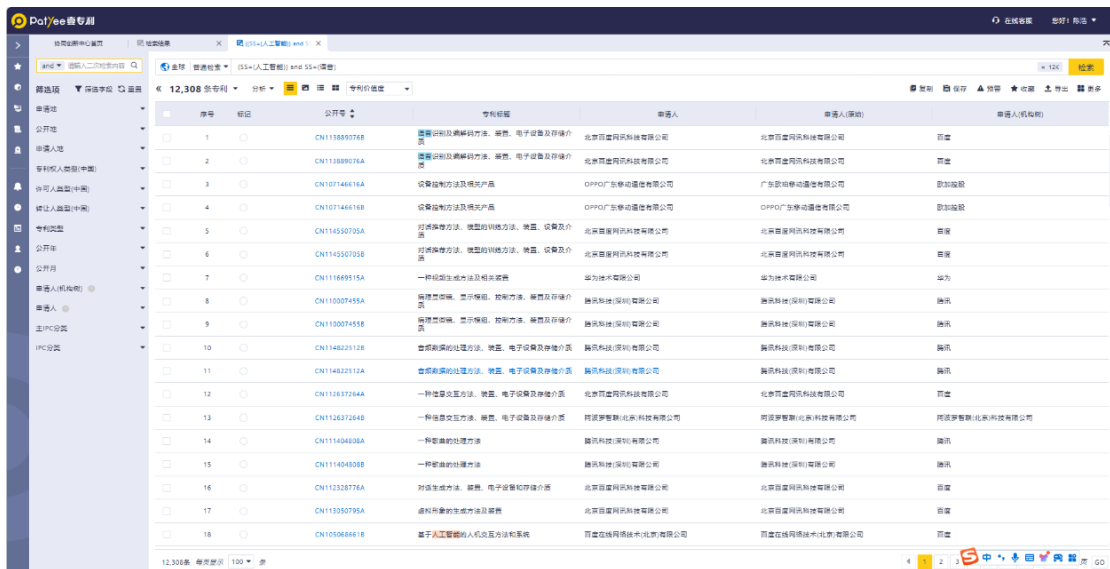 Patyee壹专利
在线客服 您好! 陈浩
协同创新中心首页 检索结果 × ((SS=(人工智能)) and S ×
and 请输入二次检索内容
全球 普通检索 (SS=(人工智能)) and SS=(语音)
检索
筛选项 筛选字段 重置
12,308 条专利 分析 专利价值度
复制 保存 预警 收藏 导出 更多
申请地
公开地
申请人地
专利权人类型(中国)
许可人类型(中国)
转让人类型(中国)
专利类型
公开年
公开月
申请人(机构树)
申请人
主IPC分类
IPC分类
序号 标记 公开号 专利标题 申请人 申请人(原始) 申请人(机构树)
1 CN113889076B 语音识别及编解码方法、装置、电子设备及存储介质 北京百度网讯科技有限公司 北京百度网讯科技有限公司 百度
2 CN113889076A 语音识别及编解码方法、装置、电子设备及存储介质 北京百度网讯科技有限公司 北京百度网讯科技有限公司 百度
3 CN107146616A 设备控制方法及相关产品 OPPO广东移动通信有限公司 广东欧珀移动通信有限公司 欧加控股
4 CN107146616B 设备控制方法及相关产品 OPPO广东移动通信有限公司 OPPO广东移动通信有限公司 欧加控股
5 CN114550705A 对话推荐方法、模型的训练方法、装置、设备及介质 北京百度网讯科技有限公司 北京百度网讯科技有限公司 百度
6 CN114550705B 对话推荐方法、模型的训练方法、装置、设备及介质 北京百度网讯科技有限公司 北京百度网讯科技有限公司 百度
7 CN111669515A 一种视频生成方法及相关装置 华为技术有限公司 华为技术有限公司 华为
8 CN110007455A 病理显微镜、显示模组、控制方法、装置及存储介质 腾讯科技(深圳)有限公司 腾讯科技(深圳)有限公司 腾讯
9 CN110007455B 病理显微镜、显示模组、控制方法、装置及存储介质 腾讯科技(深圳)有限公司 腾讯科技(深圳)有限公司 腾讯
10 CN114822512B 音频数据的处理方法、装置、电子设备及存储介质 腾讯科技(深圳)有限公司 腾讯科技(深圳)有限公司 腾讯
11 CN114822512A 音频数据的处理方法、装置、电子设备及存储介质 腾讯科技(深圳)有限公司 腾讯科技(深圳)有限公司 腾讯
12 CN112637264A 一种信息交互方法、装置、电子设备及存储介质 北京百度网讯科技有限公司 北京百度网讯科技有限公司 百度
13 CN112637264B 一种信息交互方法、装置、电子设备及存储介质 阿波罗智联(北京)科技有限公司 阿波罗智联(北京)科技有限公司 阿波罗智联(北京)科技有限公司
14 CN111404808A 一种歌曲的处理方法 腾讯科技(深圳)有限公司 腾讯科技(深圳)有限公司 腾讯
15 CN111404808B 一种歌曲的处理方法 腾讯科技(深圳)有限公司 腾讯科技(深圳)有限公司 腾讯
16 CN112328776A 对话生成方法、装置、电子设备和存储介质 北京百度网讯科技有限公司 北京百度网讯科技有限公司 百度
17 CN113050795A 虚拟形象的生成方法及装置 北京百度网讯科技有限公司 北京百度网讯科技有限公司 百度
18 CN105068661B 基于人工智能的人机交互方法和系统 百度在线网络技术(北京)有限公司 百度在线网络技术(北京)有限公司 百度
12,308条 每页显示 100 条
1 2 3 中 页 GO